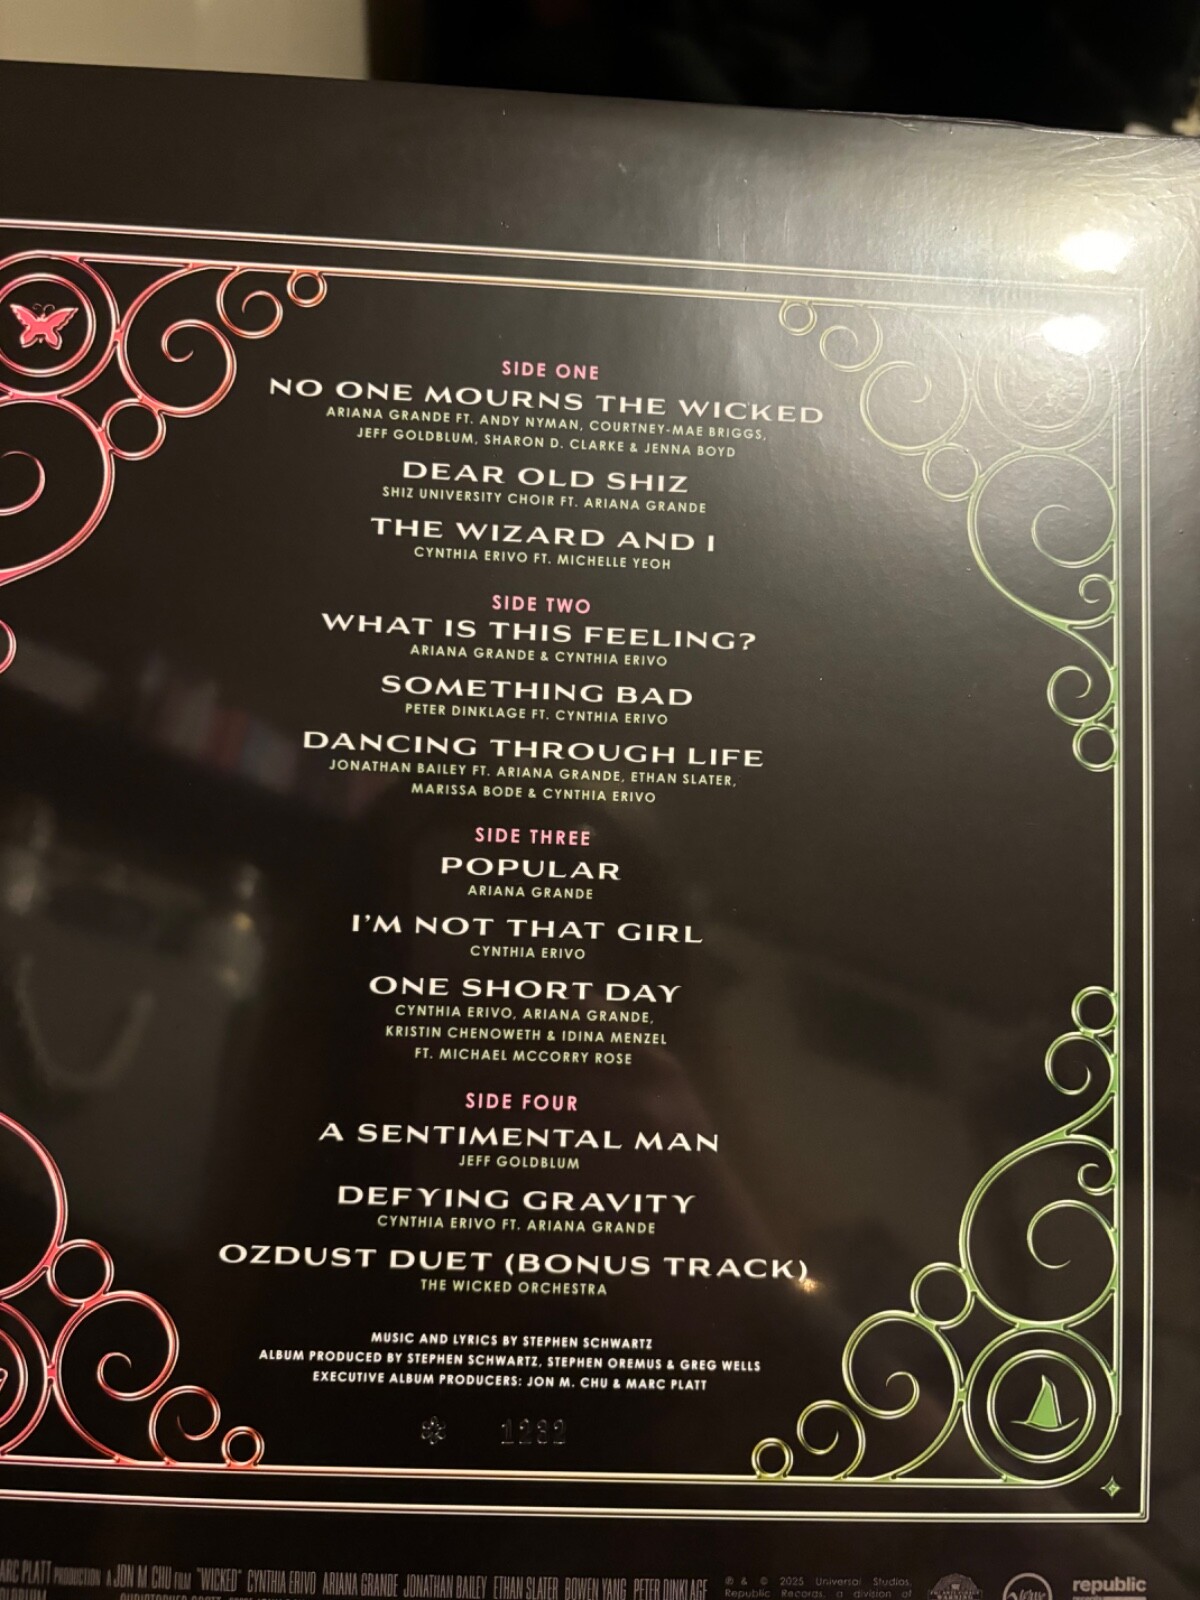 SIDE ONE
NO ONE MOURNS THE WICKED
ARIANA GRANDE FT. ANDY NYMAN, COURTNEY-MAE BRIGGS,
JEFF GOLDBLUM, SHARON D. CLARKE & JENNA BOYD
DEAR OLD SHIZ
SHIZ UNIVERSITY CHOIR FT. ARIANA GRANDE
THE WIZARD AND I
CYNTHIA ERIVO FT. MICHELLE YEOH
SIDE TWO
WHAT IS THIS FEELING?
ARIANA GRANDE & CYNTHIA ERIVO
SOMETHING BAD
PETER DINKLAGE FT. CYNTHIA ERIVO
DANCING THROUGH LIFE
JONATHAN BAILEY FT. ARIANA GRANDE, ETHAN SLATER,
MARISSA BODE & CYNTHIA ERIVO
SIDE THREE
POPULAR
ARIANA GRANDE
I'M NOT THAT GIRL
CYNTHIA ERIVO
ONE SHORT DAY
CYNTHIA ERIVO, ARIANA GRANDE,
KRISTIN CHENOWETH & IDINA MENZEL
FT. MICHAEL MCCORRY ROSE
SIDE FOUR
A SENTIMENTAL MAN
JEFF GOLDBLUM
DEFYING GRAVITY
CYNTHIA ERIVO FT. ARIANA GRANDE
OZDUST DUET (BONUS TRACK)
THE WICKED ORCHESTRA
MUSIC AND LYRICS BY STEPHEN SCHWARTZ
ALBUM PRODUCED BY STEPHEN SCHWARTZ, STEPHEN OREMUS & GREG WELLS
EXECUTIVE ALBUM PRODUCERS: JON M. CHU & MARC PLATT
1282
MARC PLATT PRODUCTION A JON M. CHU FILM "WICKED" CYNTHIA ERIVO ARIANA GRANDE JONATHAN BAILEY ETHAN SLATER BOWEN YANG PETER DINKLAGE
℗ & © 2025 Universal Studios.
Republic Records, a division of
Verve
republic